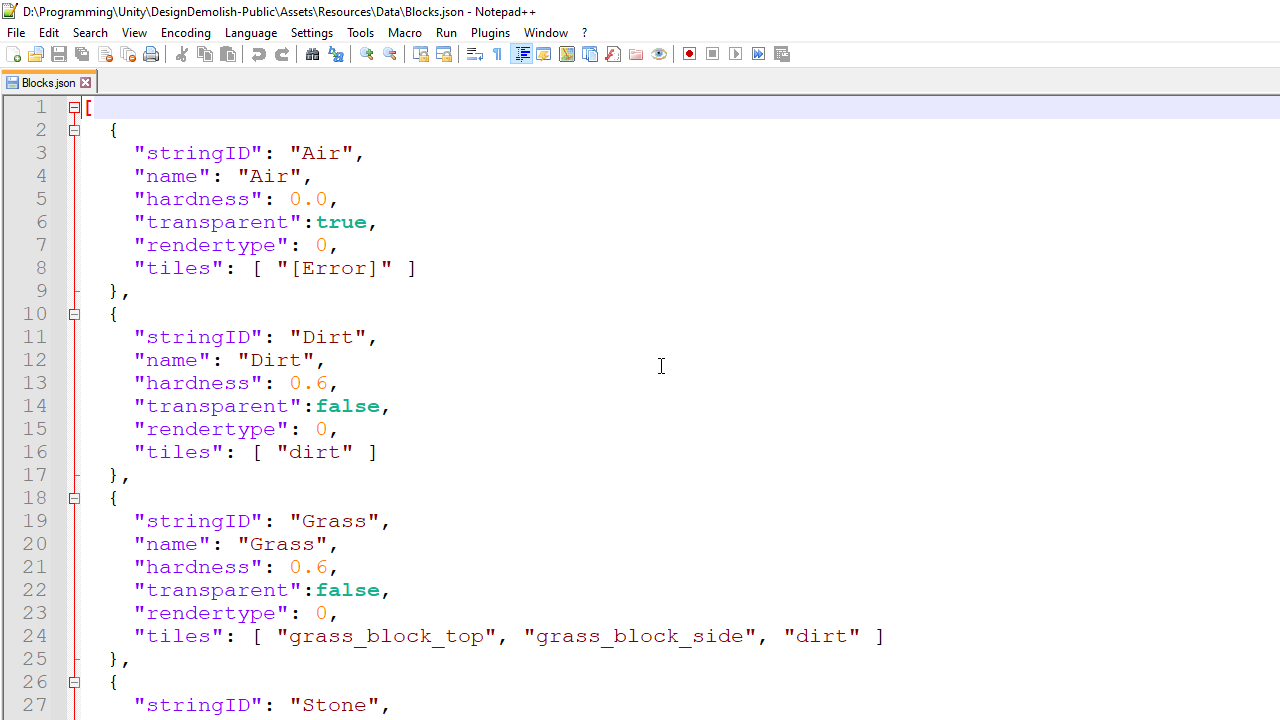 D:\Programming\Unity\DesignDemolish-Public\Assets\Resources\Data\Blocks.json - Notepad++
File Edit Search View Encoding Language Settings Tools Macro Run Plugins Window ?
Blocks.json
1 [
2 {
3 "stringID": "Air",
4 "name": "Air",
5 "hardness": 0.0,
6 "transparent":true,
7 "rendertype": 0,
8 "tiles": [ "[Error]" ]
9 },
10 {
11 "stringID": "Dirt",
12 "name": "Dirt",
13 "hardness": 0.6,
14 "transparent":false,
15 "rendertype": 0,
16 "tiles": [ "dirt" ]
17 },
18 {
19 "stringID": "Grass",
20 "name": "Grass",
21 "hardness": 0.6,
22 "transparent":false,
23 "rendertype": 0,
24 "tiles": [ "grass_block_top", "grass_block_side", "dirt" ]
25 },
26 {
27 "stringID": "Stone",